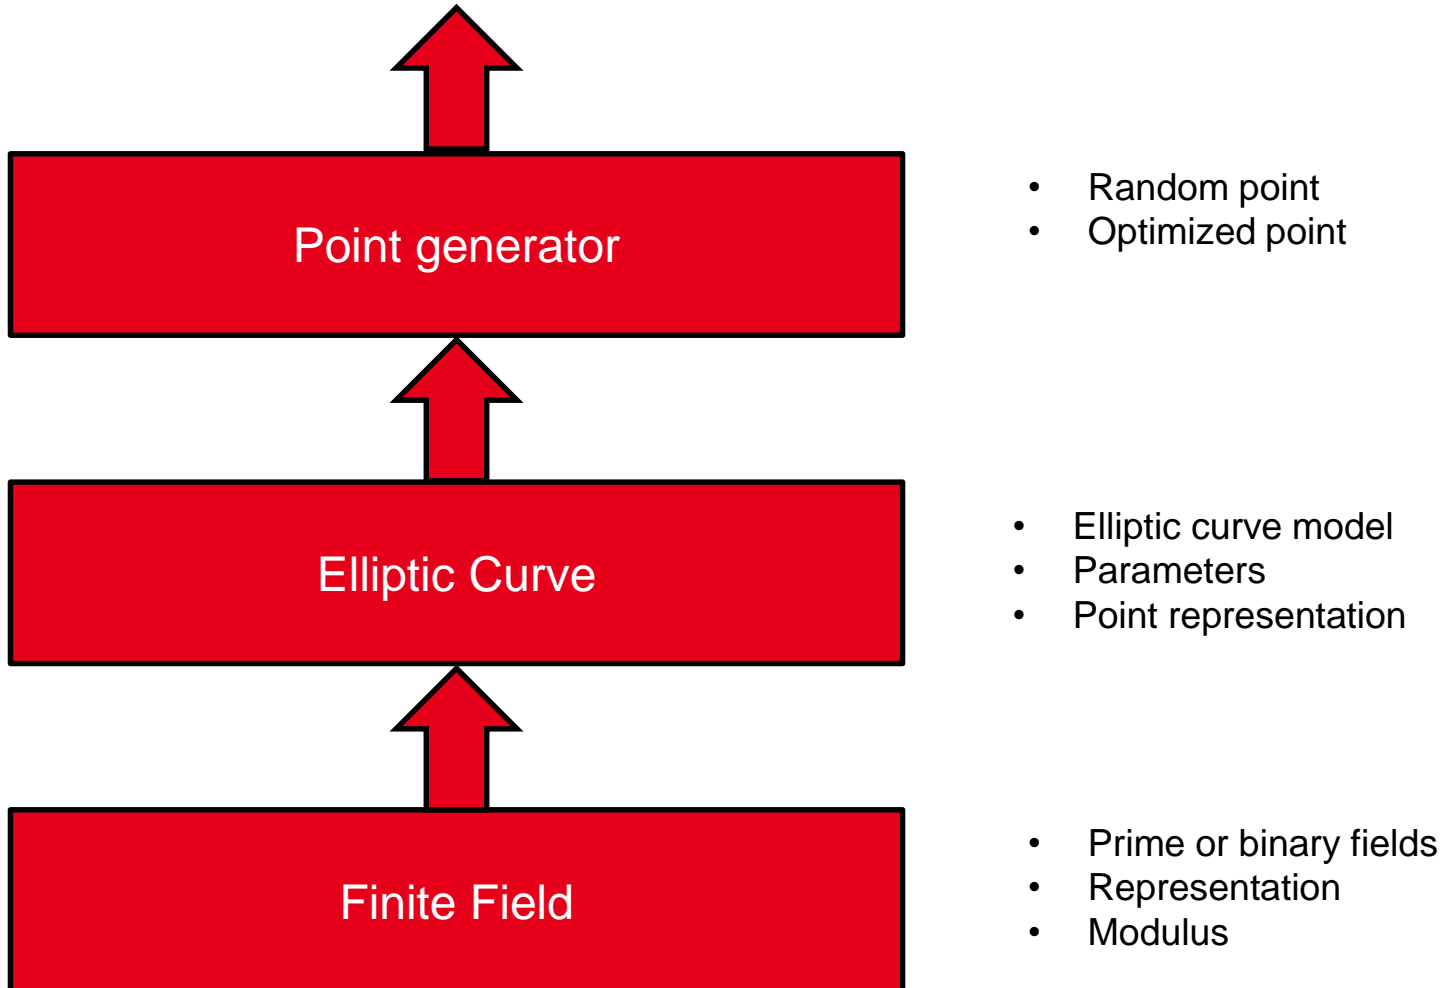 Point generator
• Random point
• Optimized point
Elliptic Curve
• Elliptic curve model
• Parameters
• Point representation
Finite Field
• Prime or binary fields
• Representation
• Modulus